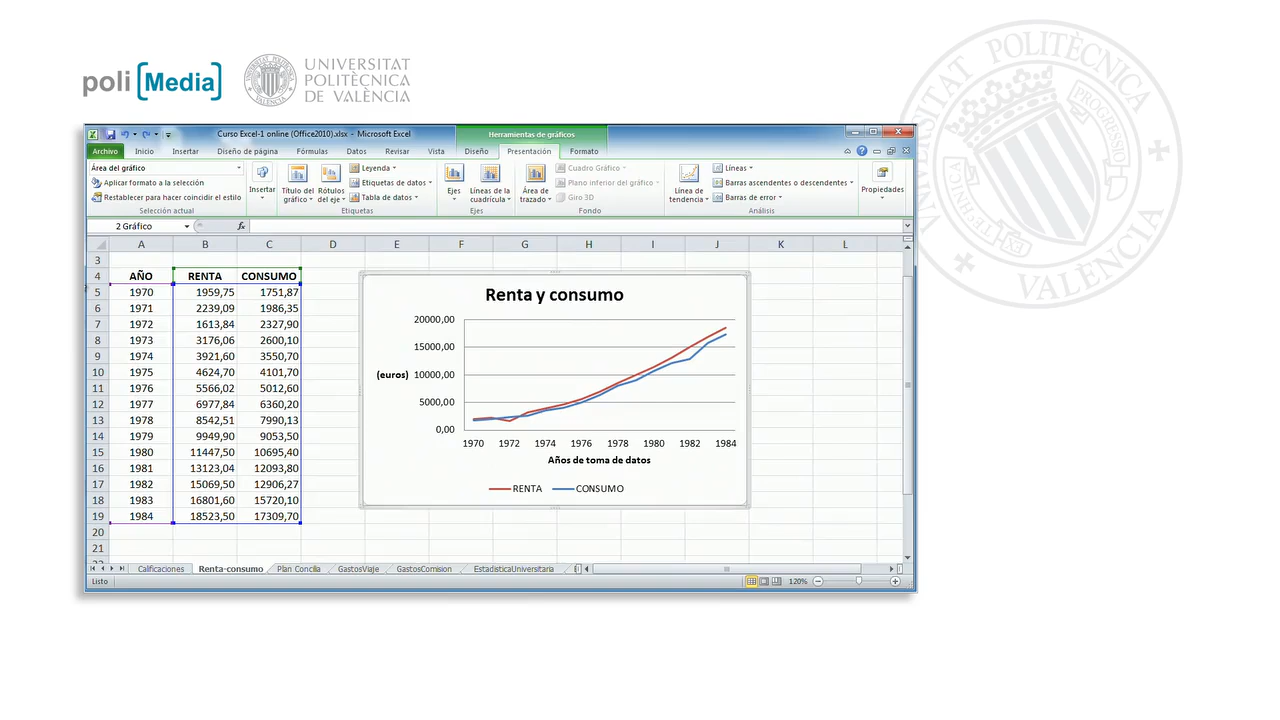 poli [Media]
UNIVERSITAT
POLITÈCNICA
DE VALÈNCIA
UNIVERSITAT POLITÈCNICA VALÈNCIA
PROGRESSIO
Curso Excel-1 online (Office2010).xlsx - Microsoft Excel
Herramientas de gráficos
Archivo Inicio Insertar Diseño de página Fórmulas Datos Revisar Vista Diseño Presentación Formato
Área del gráfico
Aplicar formato a la selección
Restablecer para hacer coincidir el estilo
Selección actual
Insertar
Título del gráfico
Rótulos del eje
Leyenda
Etiquetas de datos
Tabla de datos
Etiquetas
Ejes
Líneas de la cuadrícula
Ejes
Área de trazado
Cuadro Gráfico
Plano inferior del gráfico
Giro 3D
Fondo
Línea de tendencia
Líneas
Barras ascendentes o descendentes
Barras de error
Análisis
Propiedades
2 Gráfico fx
A B C D E F G H I J K L
3
4 AÑO RENTA CONSUMO
5 1970 1959,75 1751,87
6 1971 2239,09 1986,35
7 1972 1613,84 2327,90
8 1973 3176,06 2600,10
9 1974 3921,60 3550,70
10 1975 4624,70 4101,70
11 1976 5566,02 5012,60
12 1977 6977,84 6360,20
13 1978 8542,51 7990,13
14 1979 9949,90 9053,50
15 1980 11447,50 10695,40
16 1981 13123,04 12093,80
17 1982 15069,50 12906,27
18 1983 16801,60 15720,10
19 1984 18523,50 17309,70
20
21
22
Renta y consumo
20000,00
15000,00
(euros) 10000,00
5000,00
0,00
1970 1972 1974 1976 1978 1980 1982 1984
Años de toma de datos
RENTA CONSUMO
Calificaciones Renta-consumo Plan Concilia GastosViaje GastosComision EstadisticaUniversitaria
Listo 120%